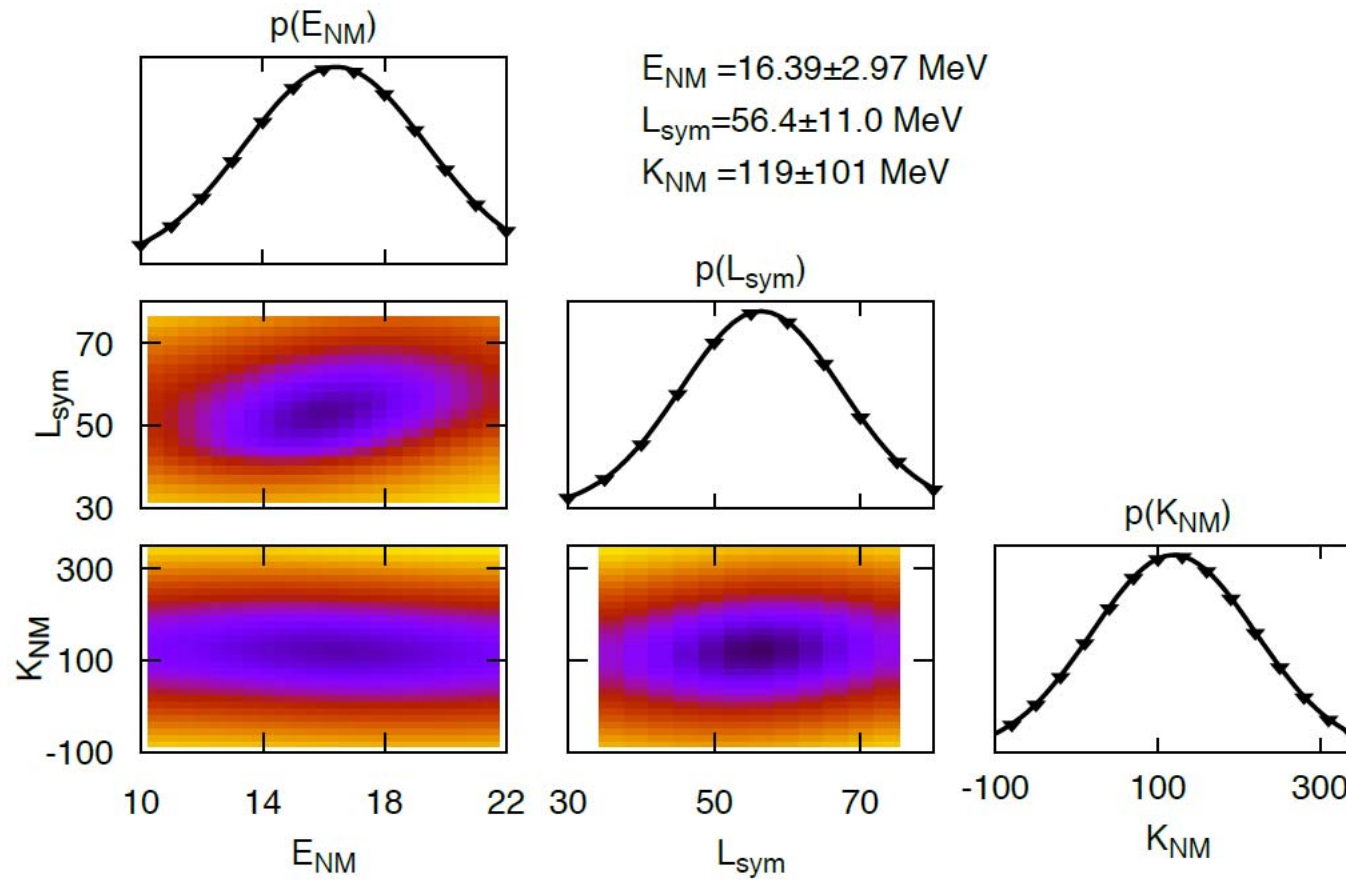 p(E_NM)
E_NM =16.39±2.97 MeV
L_sym=56.4±11.0 MeV
K_NM =119±101 MeV
p(L_sym)
L_sym
70
50
30
p(K_NM)
K_NM
300
100
-100
10 14 18 22
E_NM
30 50 70
L_sym
-100 100 300
K_NM